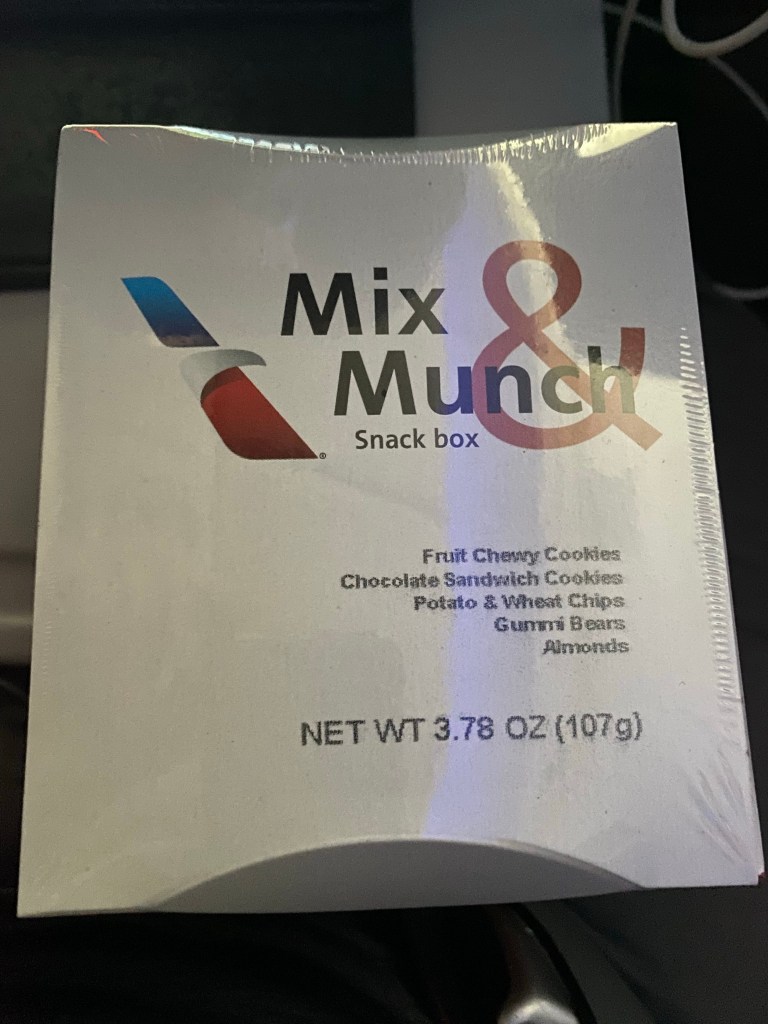 Mix &
Munch
Snack box
®
Fruit Chewy Cookies
Chocolate Sandwich Cookies
Potato & Wheat Chips
Gummi Bears
Almonds
NET WT 3.78 OZ (107g)